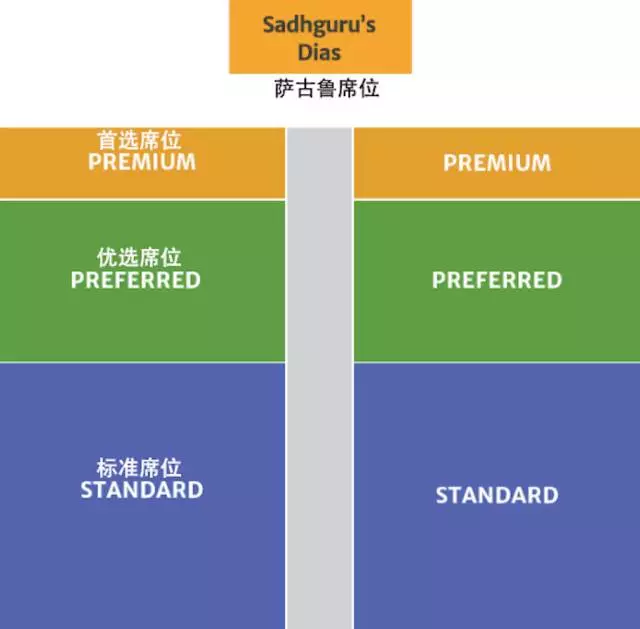 Sadhguru's
Dias
萨古鲁席位
首选席位
PREMIUM
PREMIUM
优选席位
PREFERRED
PREFERRED
标准席位
STANDARD
STANDARD